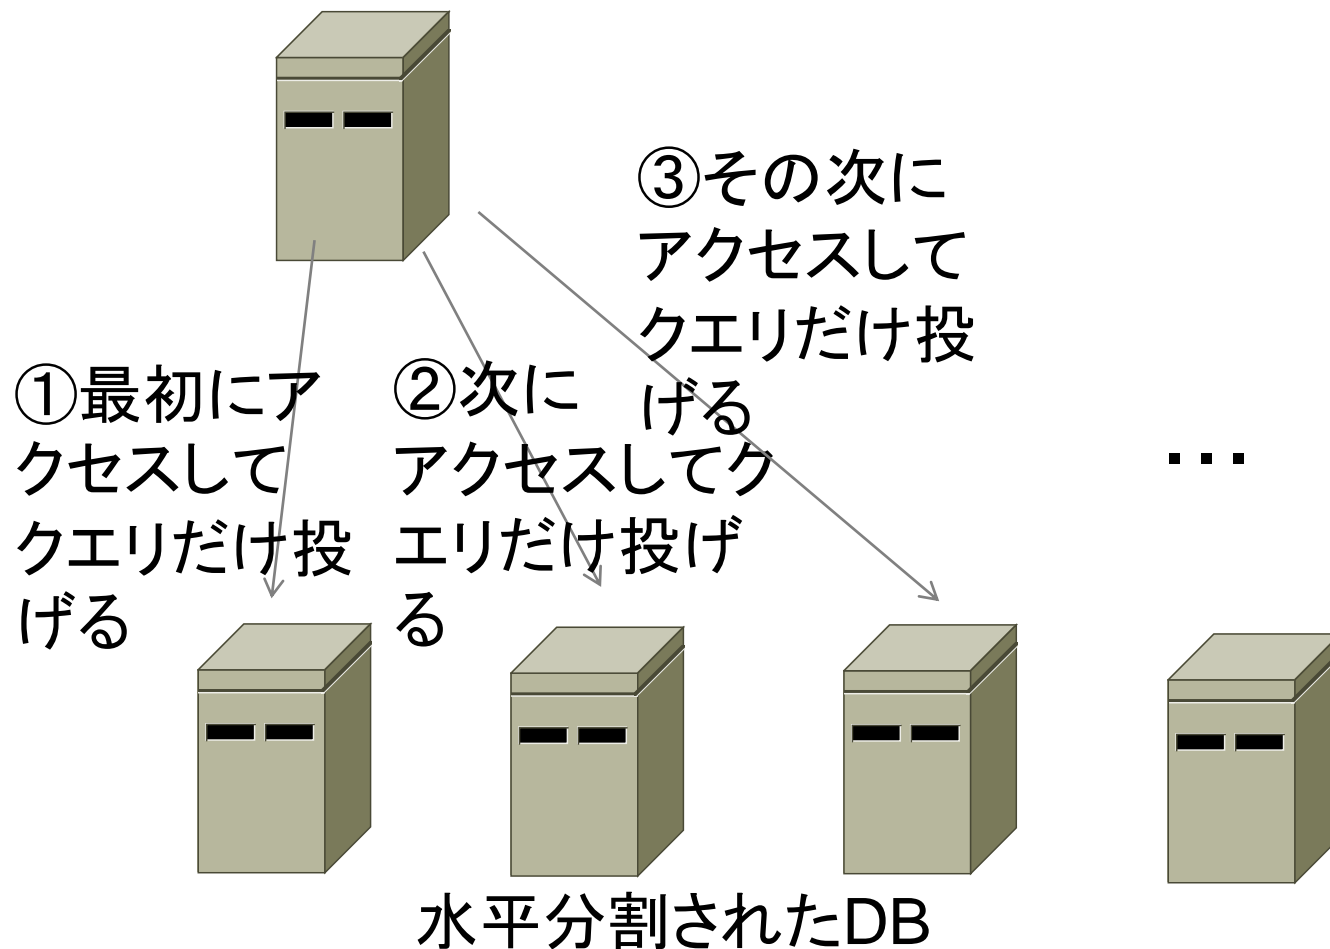 ③その次に
アクセスして
クエリだけ投
げる
①最初にア
クセスして
クエリだけ投
げる
②次に
アクセスしてク
エリだけ投げ
る
・・・
水平分割されたDB